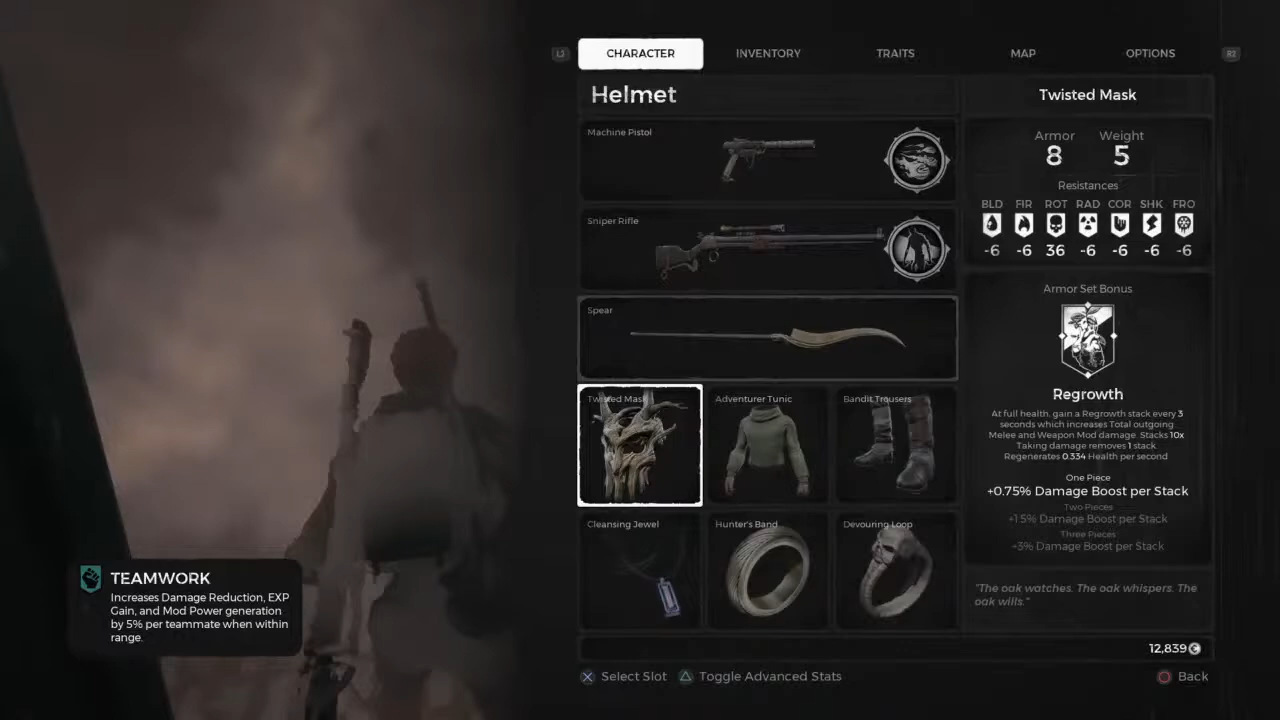 L3 CHARACTER INVENTORY TRAITS MAP OPTIONS R2
Helmet
Machine Pistol
Sniper Rifle
Spear
Twisted Mask
Adventurer Tunic
Bandit Trousers
Cleansing Jewel
Hunter's Band
Devouring Loop
Twisted Mask
Armor Weight
8 5
Resistances
BLD FIR ROT RAD COR SHK FRO
-6 -6 36 -6 -6 -6 -6
Armor Set Bonus
Regrowth
At full health, gain a Regrowth stack every 3
seconds which increases Total outgoing
Melee and Weapon Mod damage. Stacks 10x
Taking damage removes 1 stack
Regenerates 0.334 Health per second
One Piece
+0.75% Damage Boost per Stack
Two Pieces
+1.5% Damage Boost per Stack
Three Pieces
+3% Damage Boost per Stack
"The oak watches. The oak whispers. The
oak wills."
12,839
TEAMWORK
Increases Damage Reduction, EXP
Gain, and Mod Power generation
by 5% per teammate when within
range.
Select Slot Toggle Advanced Stats Back